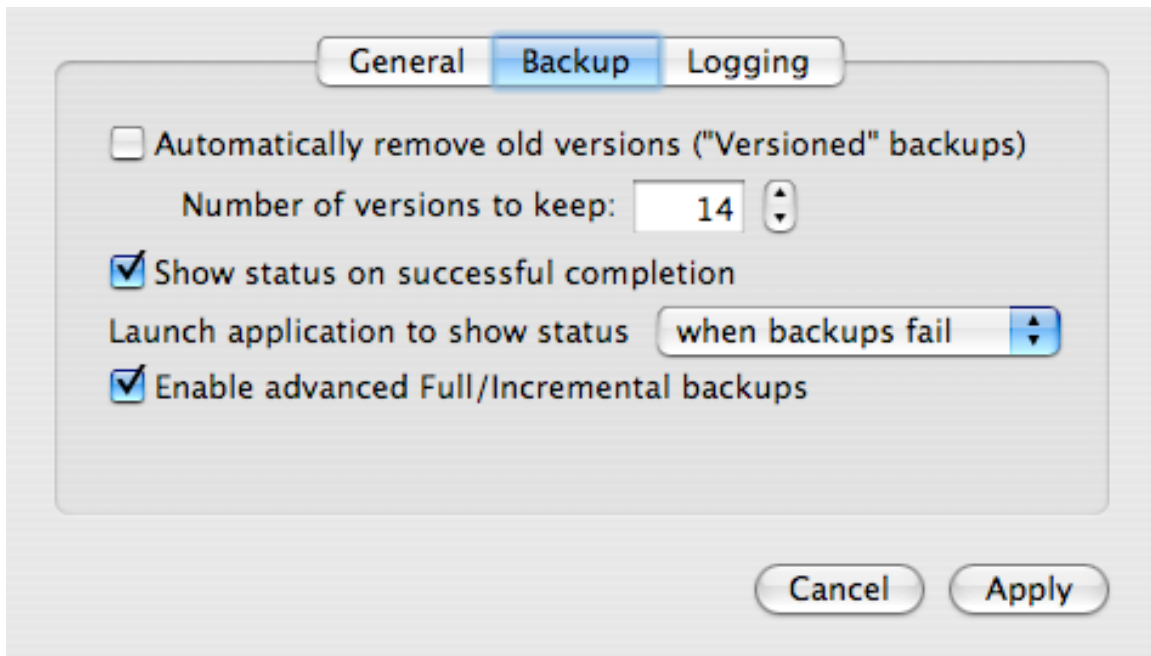 General Backup Logging
Automatically remove old versions ("Versioned" backups)
Number of versions to keep: 14
Show status on successful completion
Launch application to show status when backups fail
Enable advanced Full/Incremental backups
Cancel Apply